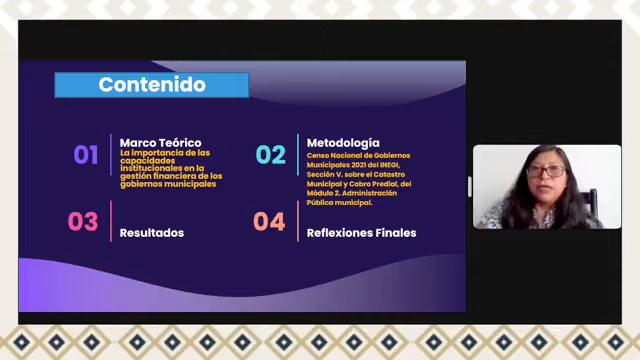 Contenido
01
Marco Teórico
La importancia de las
capacidades
institucionales en la
gestión financiera de los
gobiernos municipales
02
Metodología
Censo Nacional de Gobiernos
Municipales 2021 del INEGI,
Sección V. sobre el Catastro
Municipal y Cobro Predial, del
Módulo 2. Administración
Pública municipal.
03
Resultados
04
Reflexiones Finales